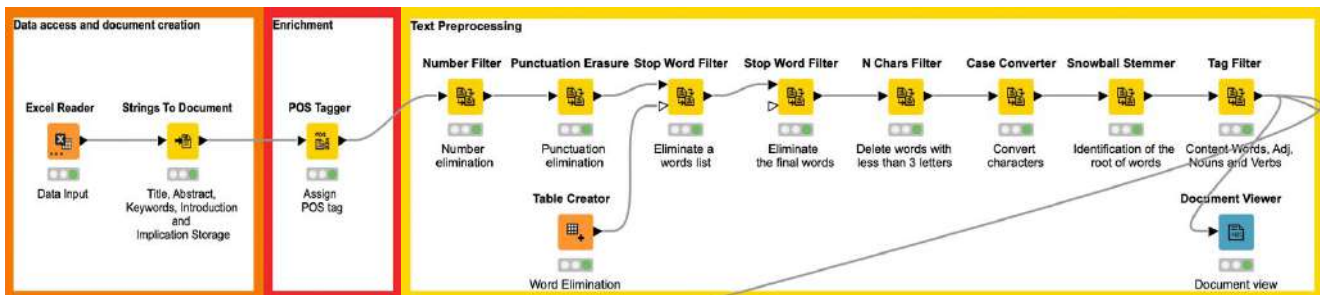 Data access and document creation
Enrichment
Text Preprocessing
Number Filter
Punctuation Erasure
Stop Word Filter
Stop Word Filter
N Chars Filter
Case Converter
Snowball Stemmer
Tag Filter
Excel Reader
Strings To Document
POS Tagger
Number
elimination
Punctuation
elimination
Eliminate a
words list
Eliminate
the final words
Delete words with
less than 3 letters
Convert
characters
Identification of the
root of words
Content Words, Adj,
Nouns and Verbs
Data Input
Title, Abstract,
Keywords, Introduction
and
Implication Storage
Assign
POS tag
Table Creator
Document Viewer
Word Elimination
Document view